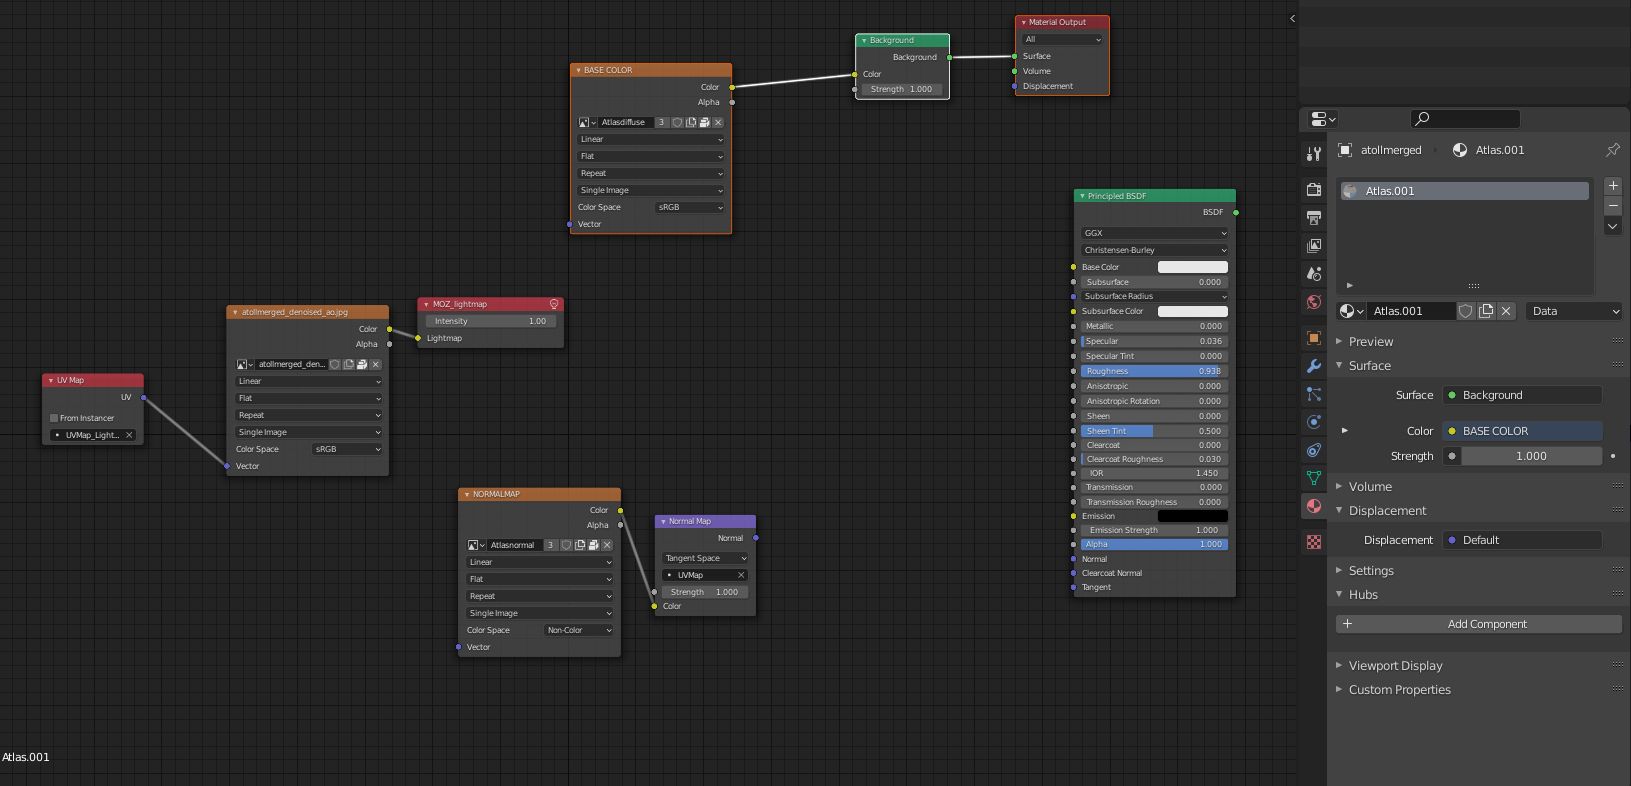 Material Output
All
Surface
Volume
Displacement
Background
Background
Color
Strength 1.000
BASE COLOR
Color
Alpha
Atlasdiffuse 3
Linear
Flat
Repeat
Single Image
Color Space sRGB
Vector
Principled BSDF
BSDF
GGX
Christensen-Burley
Base Color
Subsurface 0.000
Subsurface Radius
Subsurface Color
Metallic 0.000
Specular 0.036
Specular Tint 0.000
Roughness 0.938
Anisotropic 0.000
Anisotropic Rotation 0.000
Sheen 0.000
Sheen Tint 0.500
Clearcoat 0.000
Clearcoat Roughness 0.030
IOR 1.450
Transmission 0.000
Transmission Roughness 0.000
Emission
Emission Strength 1.000
Alpha 1.000
Normal
Clearcoat Normal
Tangent
MOZ_lightmap
Intensity 1.00
Lightmap
atollmerged_denoised_ao.jpg
Color
Alpha
atollmerged_den...
Linear
Flat
Repeat
Single Image
Color Space sRGB
Vector
UV Map
UV
From Instancer
UVMap_Light...
NORMALMAP
Color
Alpha
Atlasnormal 3
Linear
Flat
Repeat
Single Image
Color Space Non-Color
Vector
Normal Map
Normal
Tangent Space
UVMap
Strength 1.000
Color
Atlas.001
atollmerged Atlas.001
Atlas.001
Atlas.001 Data
Preview
Surface
Surface Background
Color BASE COLOR
Strength 1.000
Volume
Displacement
Displacement Default
Settings
Hubs
Add Component
Viewport Display
Custom Properties